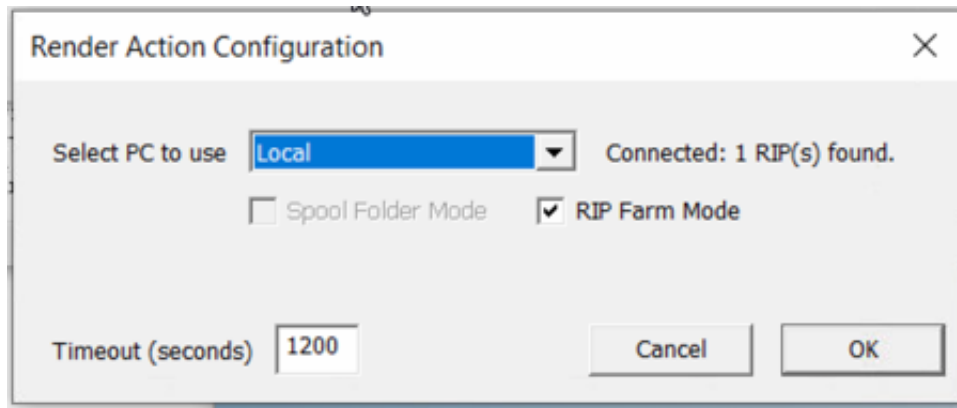 Render Action Configuration
Select PC to use Local Connected: 1 RIP(s) found.
Spool Folder Mode RIP Farm Mode
Timeout (seconds) 1200 Cancel OK